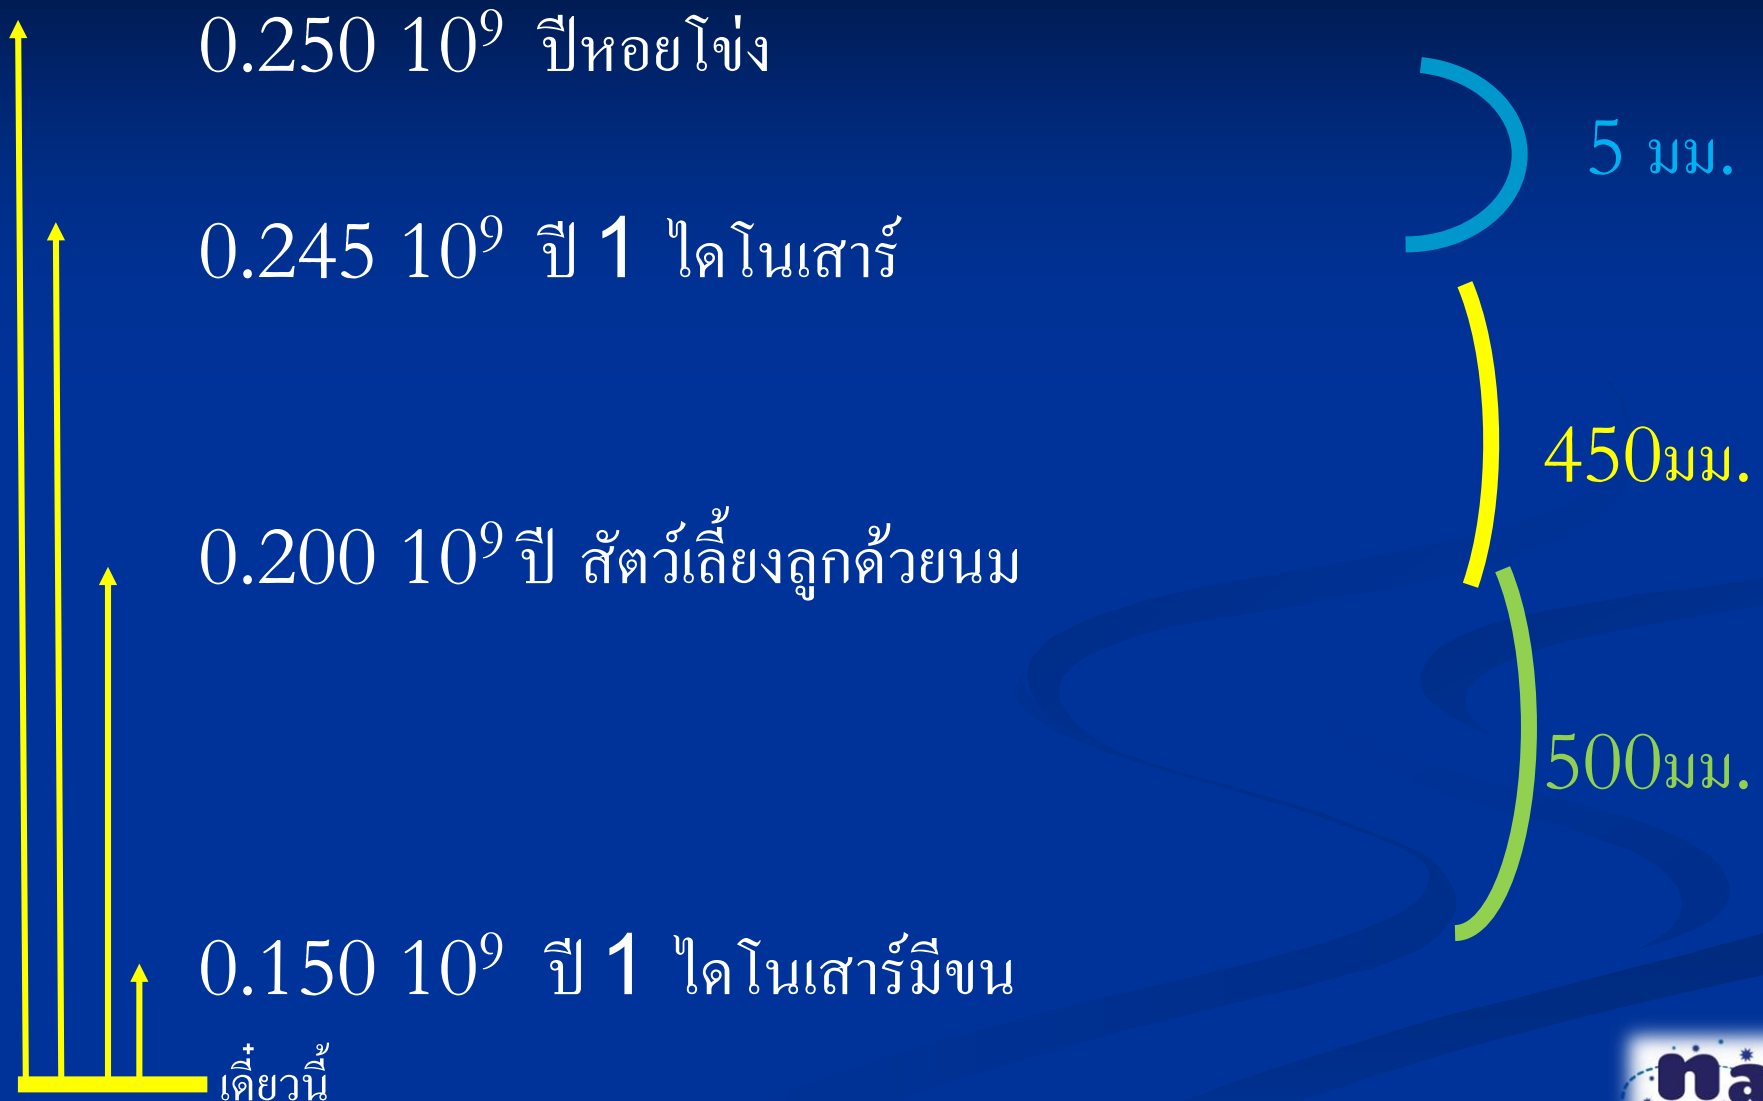 0.250 10⁹ ปีหอยโข่ง
5 มม.
0.245 10⁹ ปี 1 ไดโนเสาร์
450มม.
0.200 10⁹ ปี สัตว์เลี้ยงลูกด้วยนม
500มม.
0.150 10⁹ ปี 1 ไดโนเสาร์มีขน
เดี๋ยวนี้
na